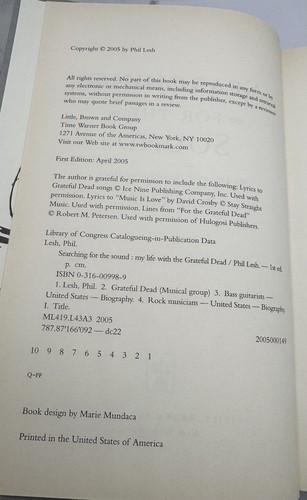 Copyright © 2005 by Phil Lesh
All rights reserved. No part of this book may be reproduced in any form or by
any electronic or mechanical means, including information storage and retrieval
systems, without permission in writing from the publisher, except by a reviewer
who may quote brief passages in a review.
Little, Brown and Company
Time Warner Book Group
1271 Avenue of the Americas, New York, NY 10020
Visit our Web site at www.twbookmark.com
First Edition: April 2005
The author is grateful for permission to include the following: Lyrics to
Grateful Dead songs © Ice Nine Publishing Company, Inc. Used with
permission. Lyrics to "Music Is Love" by David Crosby © Stay Straight
Music. Used with permission. Lines from "For the Grateful Dead"
© Robert M. Petersen. Used with permission of Hulogosi Publishers.
Library of Congress Catalogueing-in-Publication Data
Lesh, Phil.
Searching for the sound : my life with the Grateful Dead / Phil Lesh. — 1st ed.
p. cm.
ISBN 0-316-00998-9
1. Lesh, Phil. 2. Grateful Dead (Musical group) 3. Bass guitarists —
United States — Biography. 4. Rock musicians — United States — Biography.
I. Title.
ML419.L43A3 2005
787.87'166'092 — dc22 2005000149
10 9 8 7 6 5 4 3 2 1
Q-FF
Book design by Marie Mundaca
Printed in the United States of America